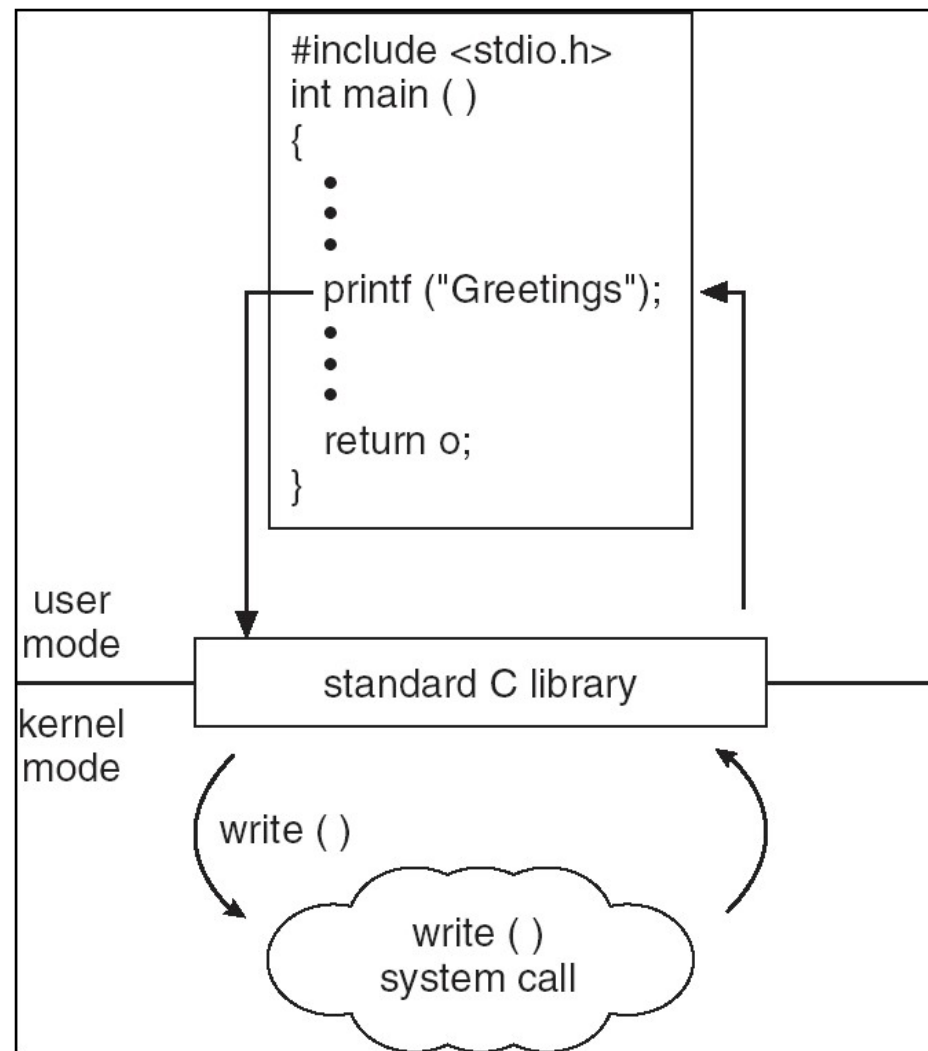 #include <stdio.h>
int main ( )
{
•
•
•
printf ("Greetings");
•
•
•
return o;
}
user
mode
standard C library
kernel
mode
write ( )
write ( )
system call